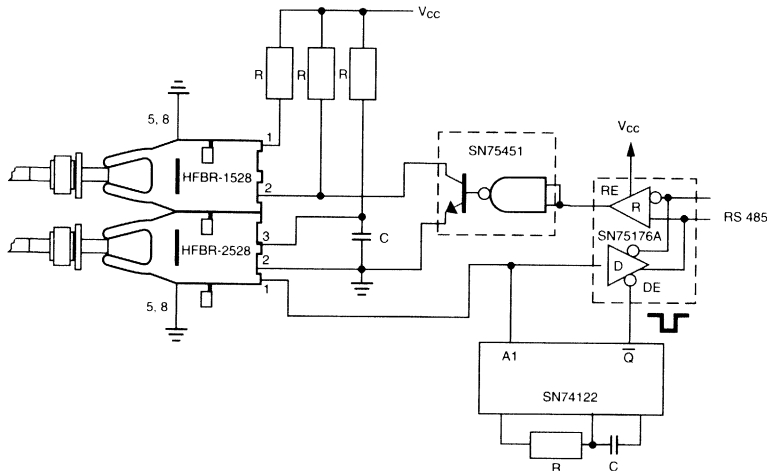 VCC
R
R
R
5, 8
1
HFBR-1528
2
SN75451
VCC
RE
R
RS 485
SN75176A
3
HFBR-2528
C
2
1
D
DE
5, 8
A1
Q
SN74122
R
C